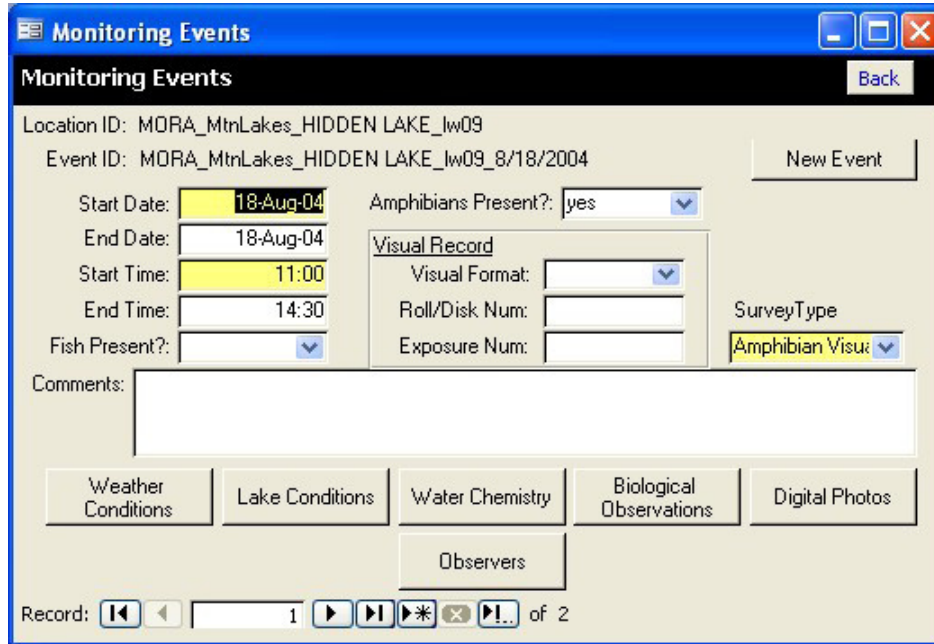 Monitoring Events
Monitoring Events Back
Location ID: MORA_MtnLakes_HIDDEN LAKE_lw09
Event ID: MORA_MtnLakes_HIDDEN LAKE_lw09_8/18/2004 New Event
Start Date: 18-Aug-04 Amphibians Present?: yes
End Date: 18-Aug-04 Visual Record
Start Time: 11:00 Visual Format:
End Time: 14:30 Roll/Disk Num: SurveyType
Fish Present?: Exposure Num: Amphibian Visua
Comments:
Weather Conditions Lake Conditions Water Chemistry Biological Observations Digital Photos
Observers
Record: 1 of 2